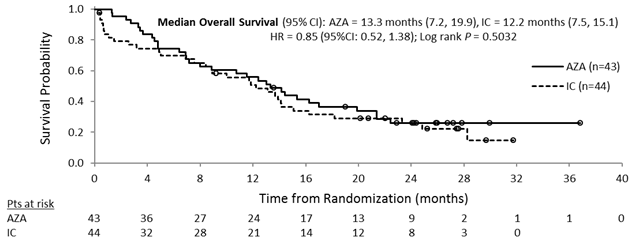 Median Overall Survival (95% CI): AZA = 13.3 months (7.2, 19.9), IC = 12.2 months (7.5, 15.1)
HR = 0.85 (95%CI: 0.52, 1.38); Log rank P = 0.5032
AZA (n=43)
IC (n=44)
Survival Probability
1.0
0.8
0.6
0.4
0.2
0.0
0 4 8 12 16 20 24 28 32 36 40
Time from Randomization (months)
Pts at risk
AZA 43 36 27 24 17 13 9 2 1 1 0
IC 44 32 28 21 14 12 8 3 0